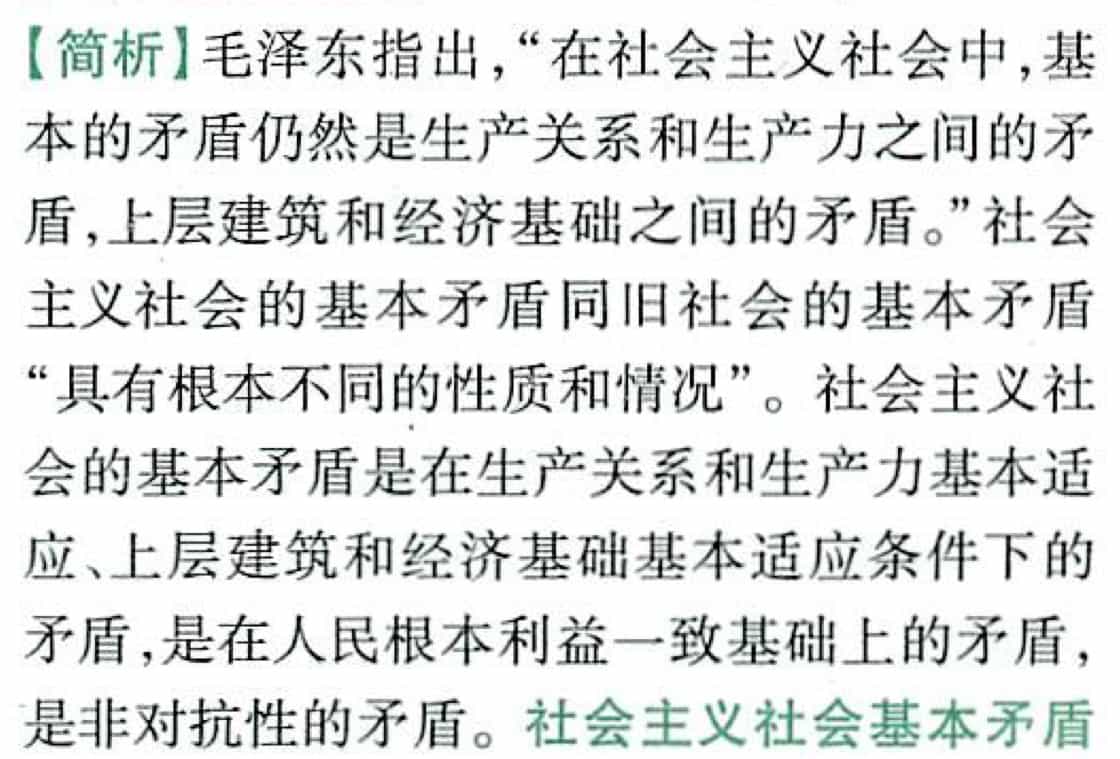 【简析】毛泽东指出，“在社会主义社会中，基
本的矛盾仍然是生产关系和生产力之间的矛
盾，上层建筑和经济基础之间的矛盾。”社会
主义社会的基本矛盾同旧社会的基本矛盾
“具有根本不同的性质和情况”。社会主义社
会的基本矛盾是在生产关系和生产力基本适
应、上层建筑和经济基础基本适应条件下的
矛盾，是在人民根本利益一致基础上的矛盾，
是非对抗性的矛盾。社会主义社会基本矛盾